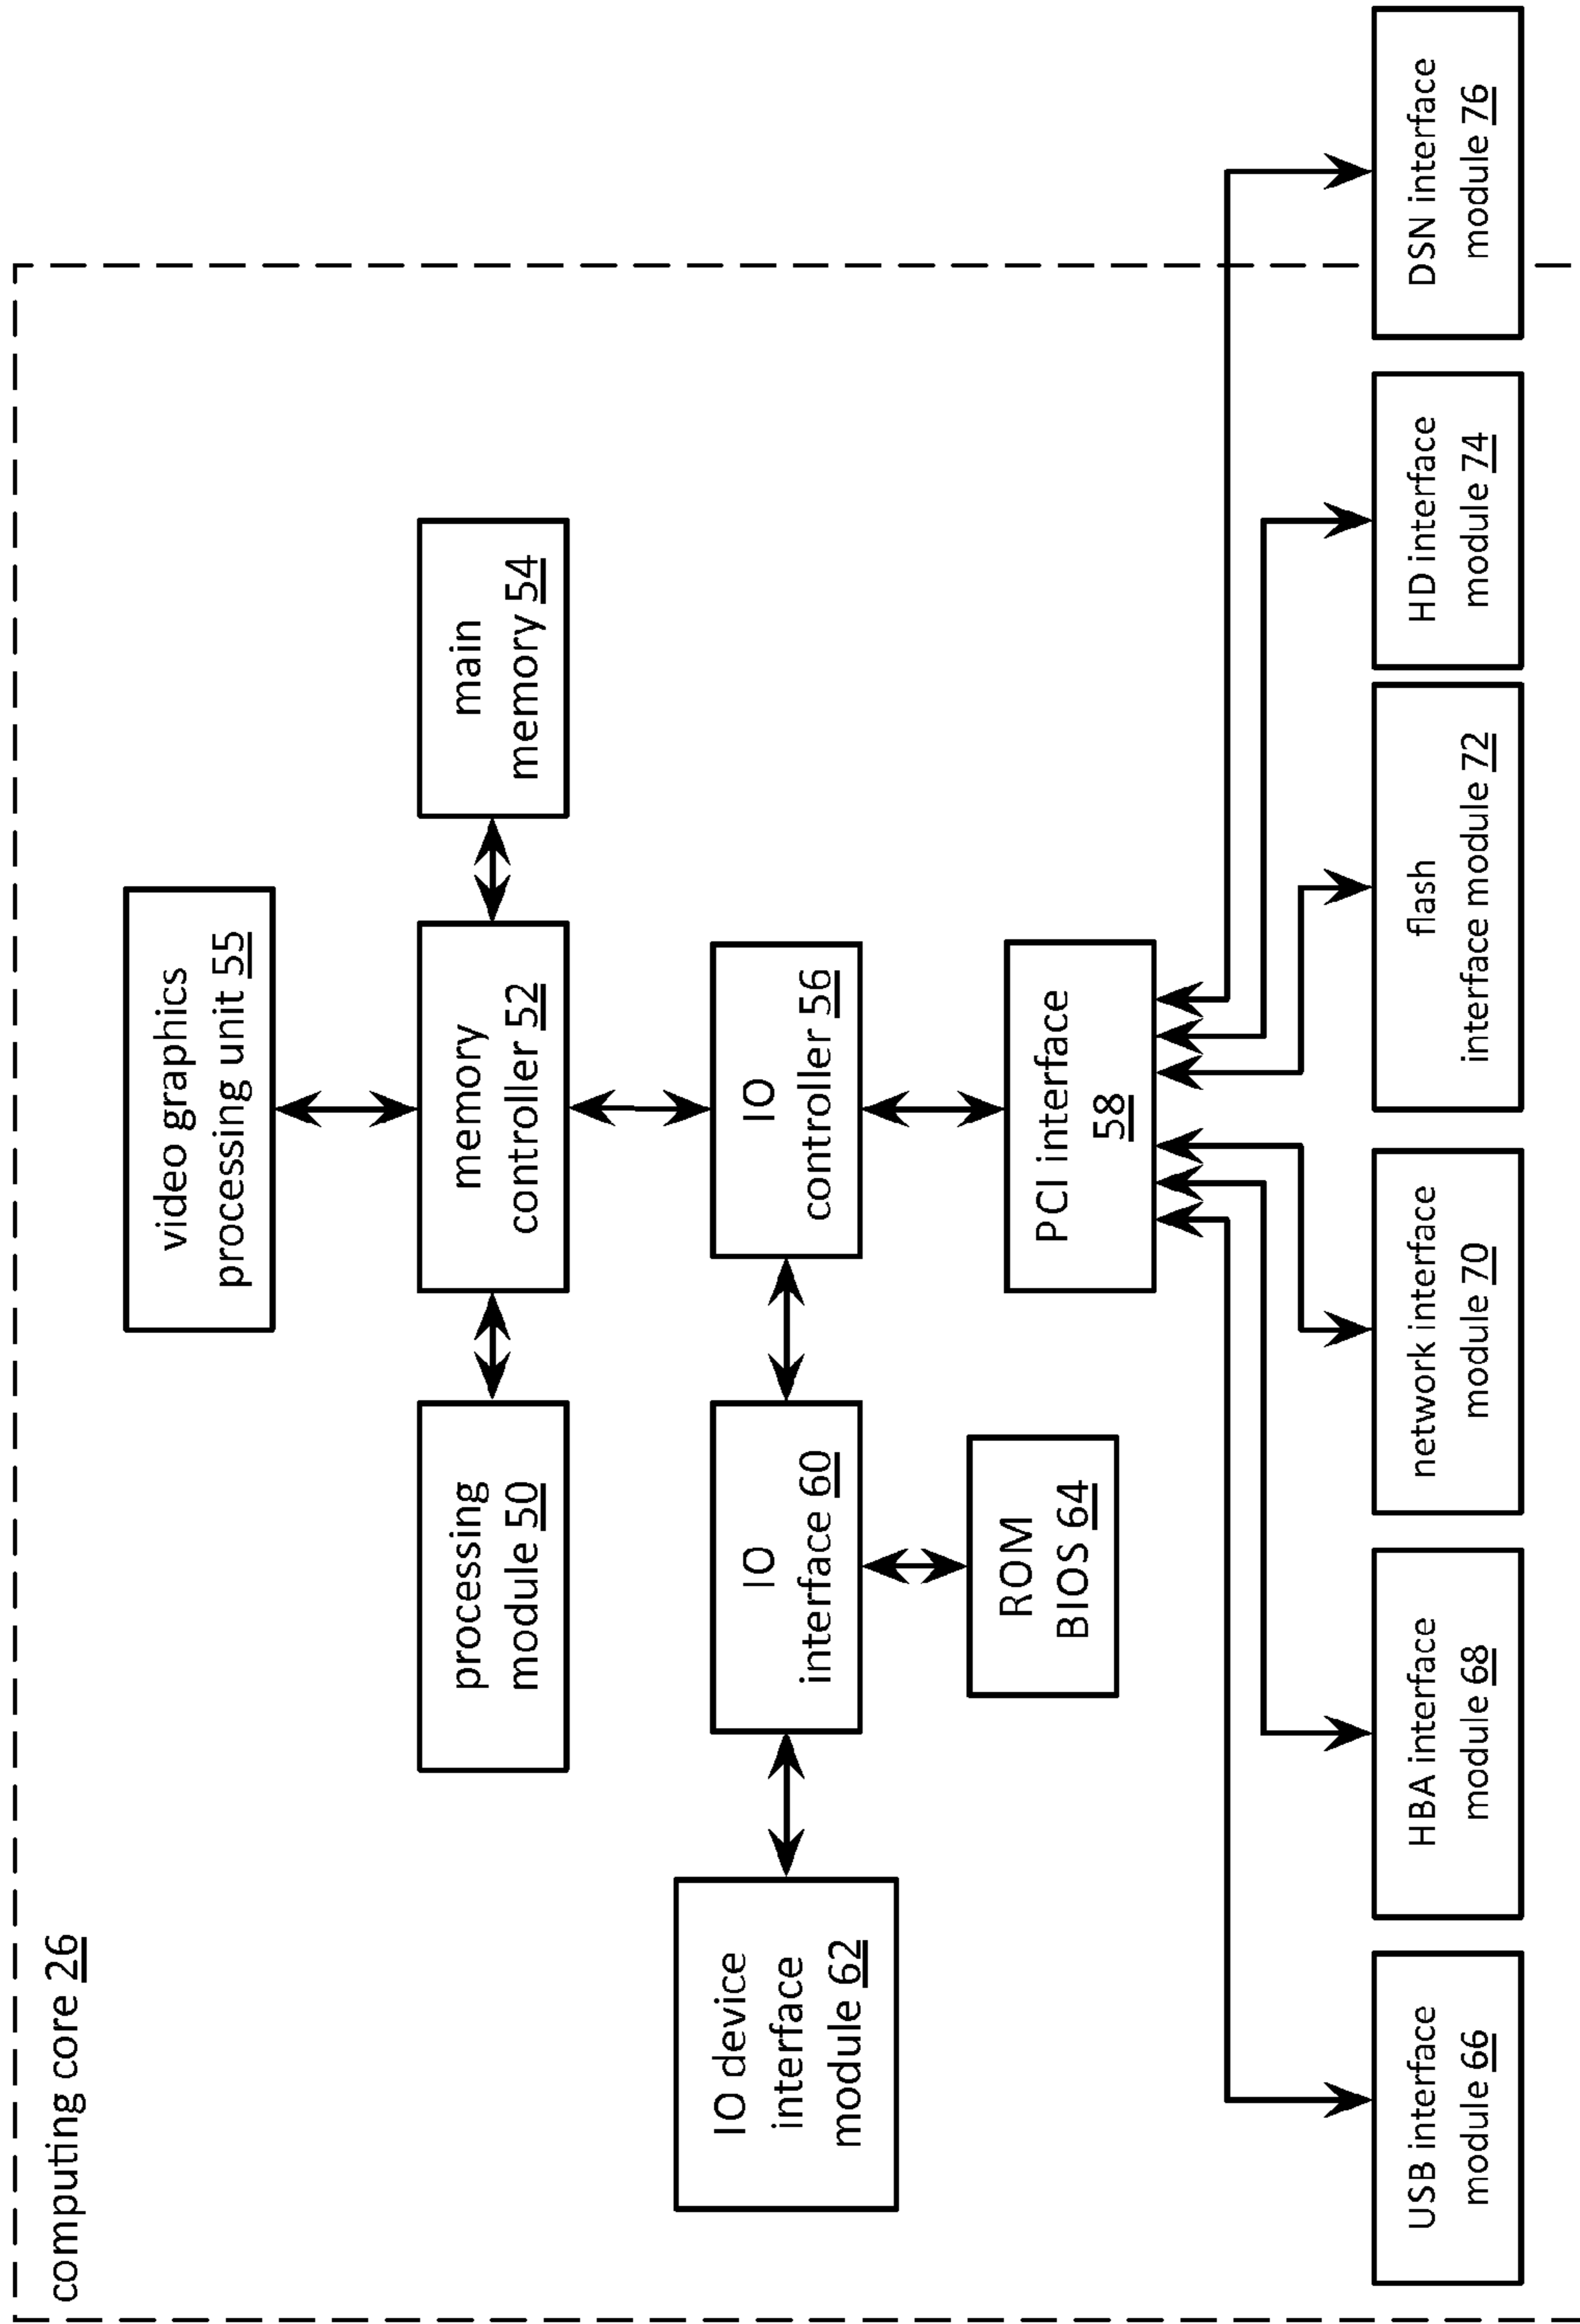 computing core 26
video graphics
processing unit 55
processing
module 50
memory
controller 52
main
memory 54
IO device
interface
module 62
IO
interface 60
IO
controller 56
ROM
BIOS 64
PCI interface
58
USB interface
module 66
HBA interface
module 68
network interface
module 70
flash
interface module 72
HD interface
module 74
DSN interface
module 76